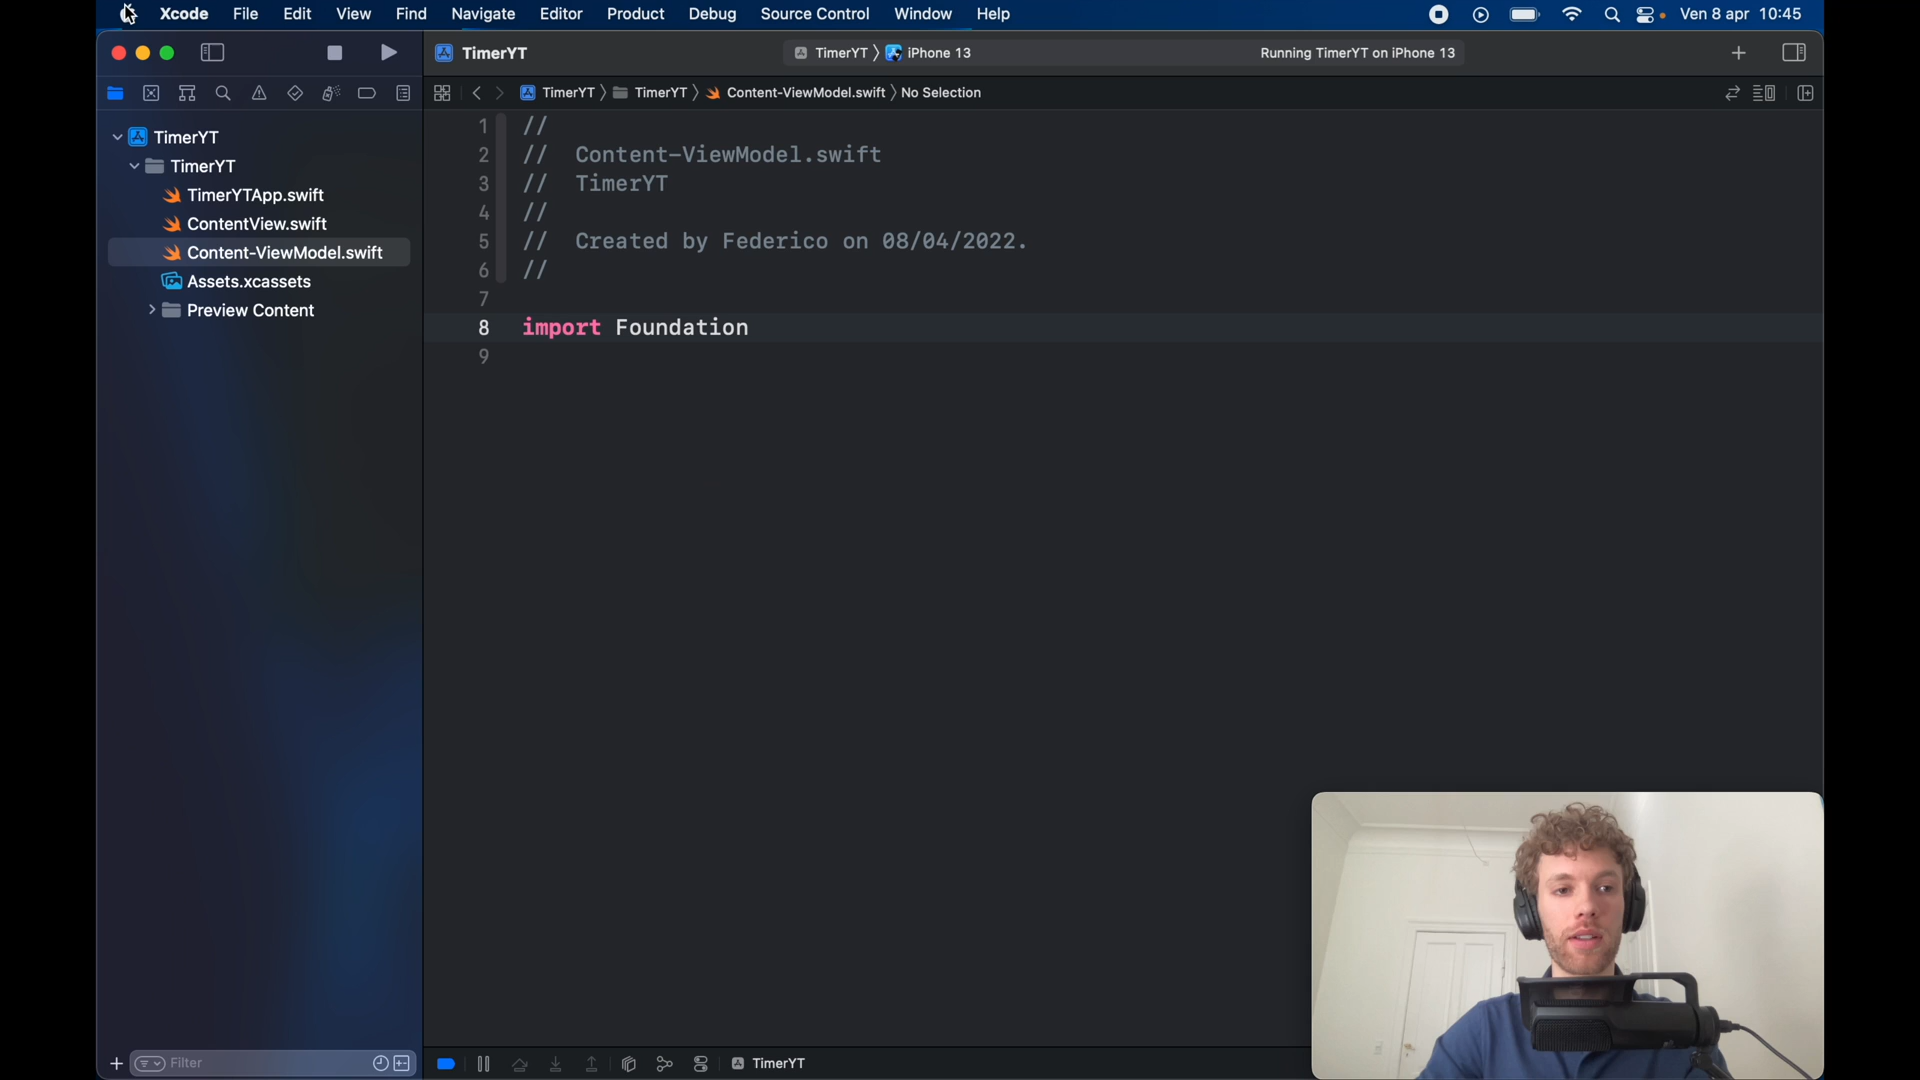 Xcode File Edit View Find Navigate Editor Product Debug Source Control Window Help Ven 8 apr 10:45
TimerYT TimerYT iPhone 13 Running TimerYT on iPhone 13
TimerYT TimerYT Content-ViewModel.swift No Selection
TimerYT
TimerYT
TimerYTApp.swift
ContentView.swift
Content-ViewModel.swift
Assets.xcassets
Preview Content
1 //
2 // Content-ViewModel.swift
3 // TimerYT
4 //
5 // Created by Federico on 08/04/2022.
6 //
7
8 import Foundation
9
Filter
TimerYT